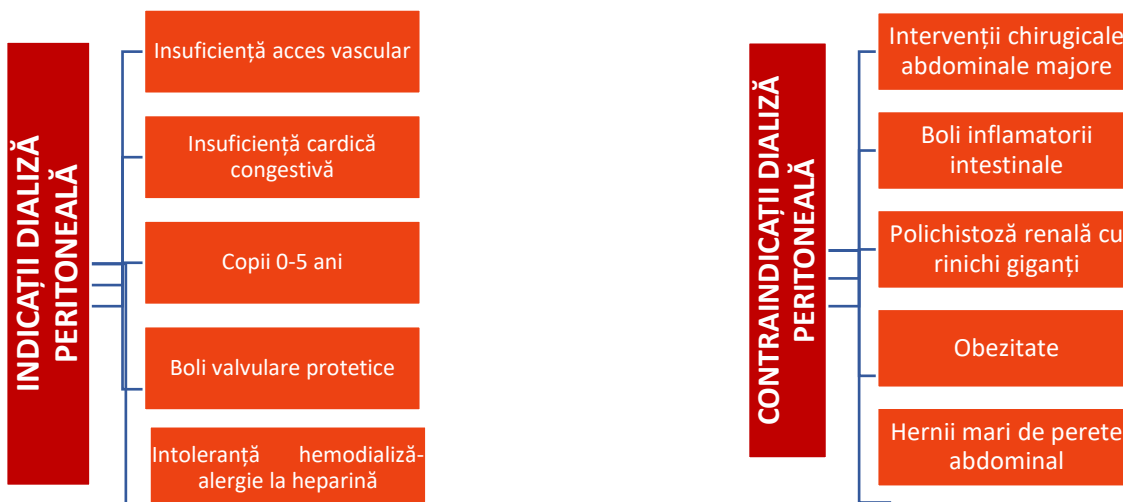 INDICAȚII DIALIZĂ
PERITONEALĂ
Insuficiență acces vascular
Insuficiență cardică
congestivă
Copii 0-5 ani
Boli valvulare protetice
Intoleranță hemodializă-
alergie la heparină
CONTRAINDICAȚII DIALIZĂ
PERITONEALĂ
Intervenții chirugicale
abdominale majore
Boli inflamatorii
intestinale
Polichistoză renală cu
rinichi giganți
Obezitate
Hernii mari de perete
abdominal